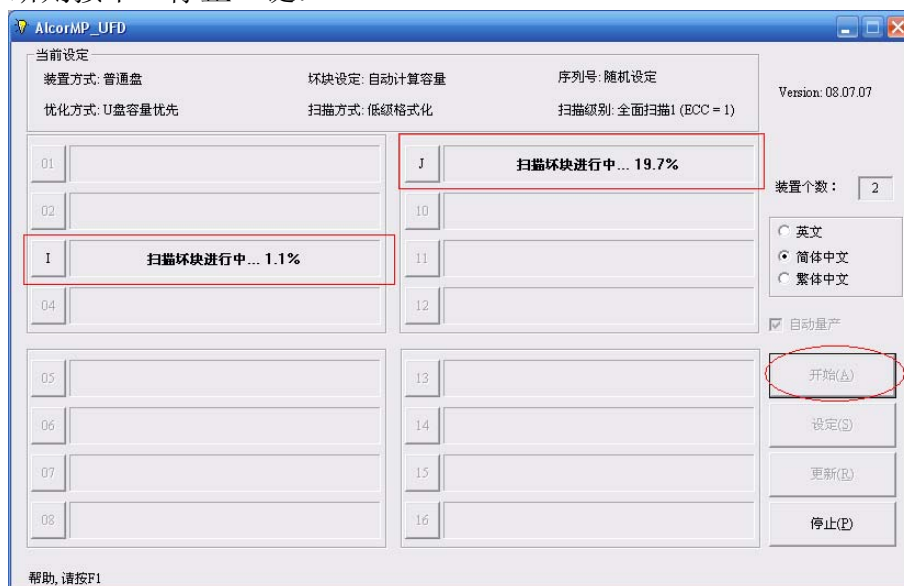 AlcorMP_UFD
当前设定
装置方式: 普通盘 坏块设定: 自动计算容量 序列号: 随机设定
优化方式: U盘容量优先 扫描方式: 低级格式化 扫描级别: 全面扫描1 (ECC = 1)
Version: 08.07.07
01
J 扫描坏块进行中... 19.7%
装置个数： 2
02
10
英文
I 扫描坏块进行中... 1.1%
11
简体中文
繁体中文
04
12
自动量产
05
13
开始(A)
06
14
设定(S)
07
15
更新(R)
08
16
停止(P)
帮助, 请按F1